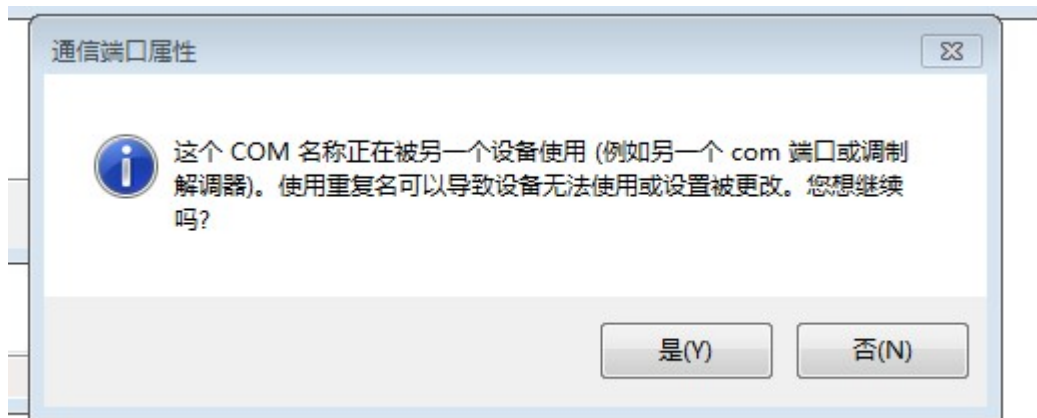 通信端口属性
这个 COM 名称正在被另一个设备使用 (例如另一个 com 端口或调制
解调器)。使用重复名可以导致设备无法使用或设置被更改。您想继续
吗?
是(Y)
否(N)